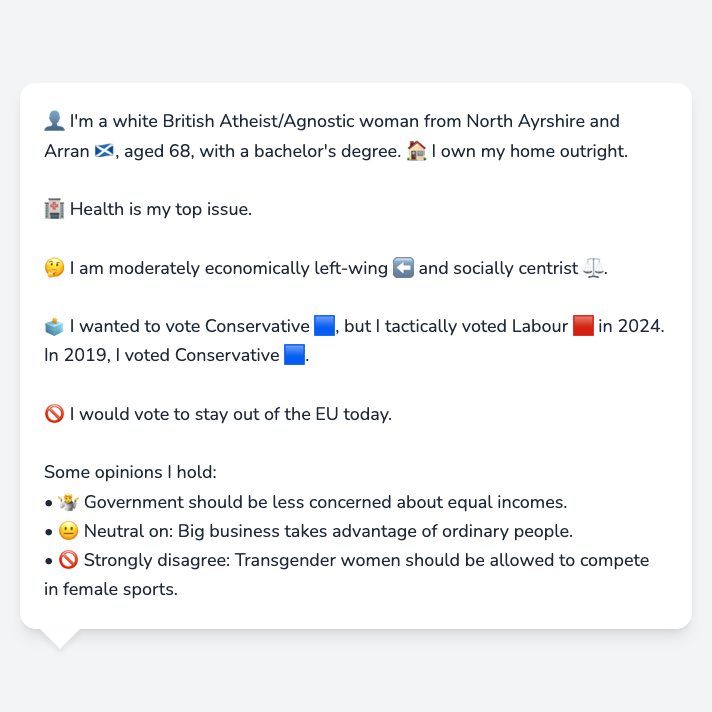 👤 I'm a white British Atheist/Agnostic woman from North Ayrshire and
Arran 🏴󠁧󠁢󠁳󠁣󠁴󠁿, aged 68, with a bachelor's degree. 🏠 I own my home outright.
🏥 Health is my top issue.
🤔 I am moderately economically left-wing ⬅️ and socially centrist ⚖️.
🗳️ I wanted to vote Conservative 🟦, but I tactically voted Labour 🟥 in 2024.
In 2019, I voted Conservative 🟦.
🚫 I would vote to stay out of the EU today.
Some opinions I hold:
• 🤷 Government should be less concerned about equal incomes.
• 😐 Neutral on: Big business takes advantage of ordinary people.
• 🚫 Strongly disagree: Transgender women should be allowed to compete
in female sports.